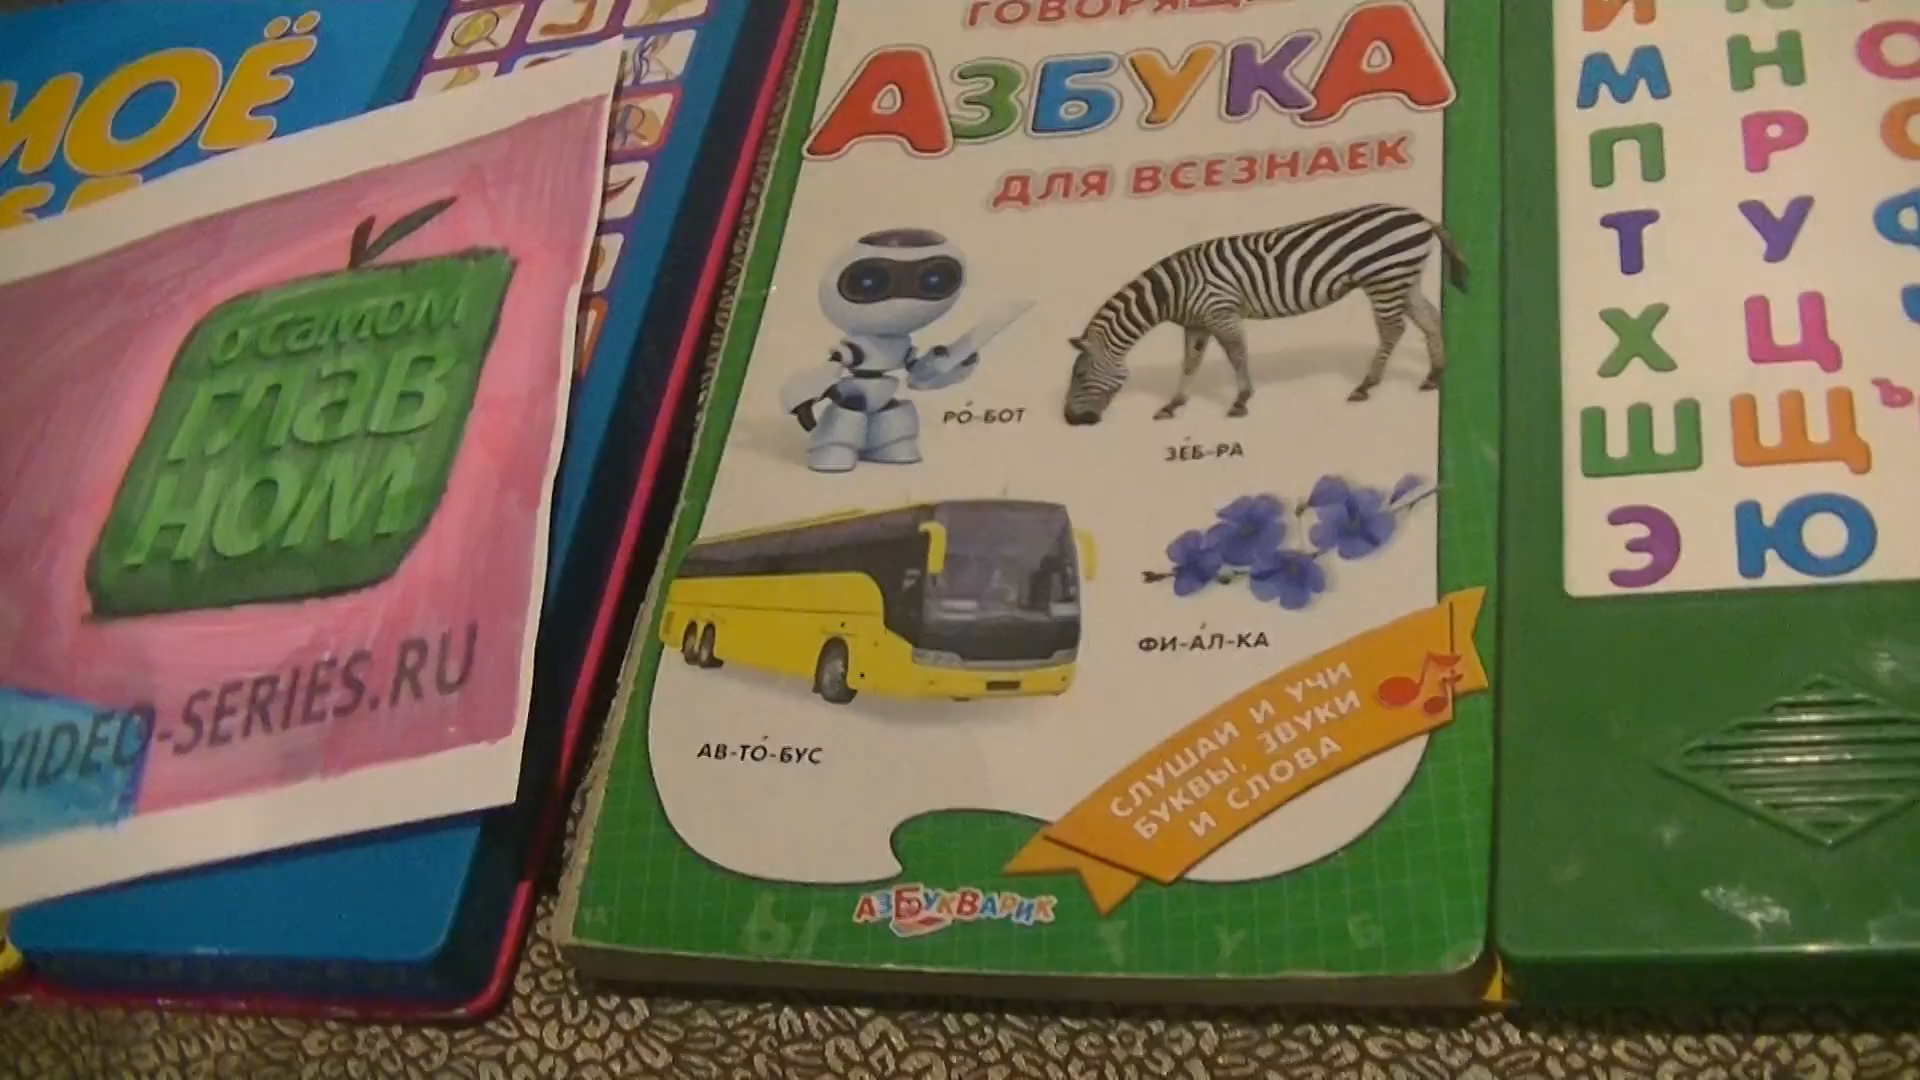 МОЁ
о самом
глав
ном
VIDEO-SERIES.RU
АЗБУКА
ДЛЯ ВСЕЗНАЕК
РО́-БОТ
ЗЕ́Б-РА
АВ-ТО́-БУС
ФИ-А́Л-КА
СЛУШАЙ И УЧИ
БУКВЫ, ЗВУКИ
И СЛОВА
АЗБУКВАРИК
М Н
П Р
Т У
Х Ц
Ш Щ Ъ
Э Ю